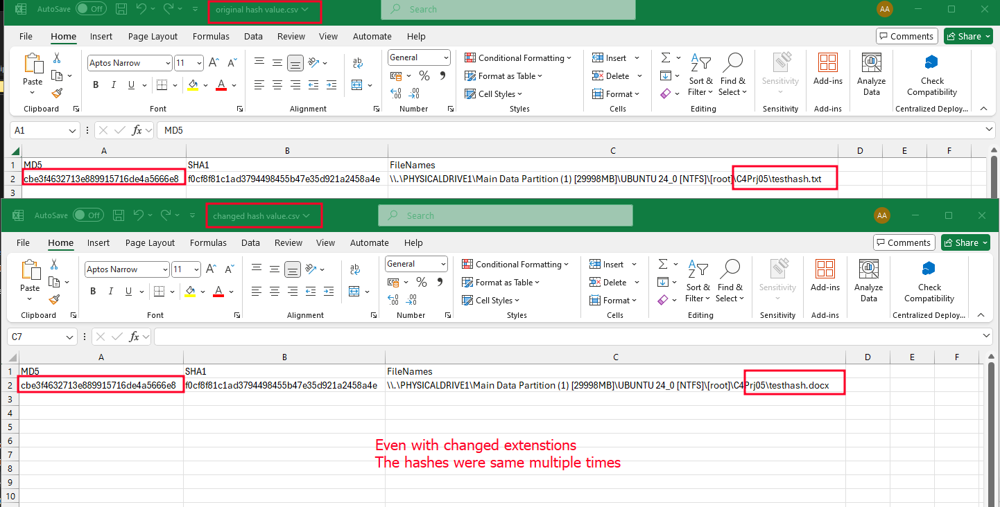 AutoSave Off original hash value.csv Search AA
File Home Insert Page Layout Formulas Data Review View Automate Help Comments Share
Paste Aptos Narrow 11 General Conditional Formatting Format as Table Cell Styles Insert Delete Format Sort & Filter Find & Select Sensitivity Add-ins Analyze Data Check Compatibility
Clipboard Font Alignment Number Styles Cells Editing Sensitivity Add-ins Centralized Deploy...
A1 fx MD5
A B C D E F
1 MD5 SHA1 FileNames
2 cbe3f4632713e889915716de4a5666e8 f0cf8f81c1ad3794498455b47e35d921a2458a4e \\.\PHYSICALDRIVE1\Main Data Partition (1) [29998MB]\UBUNTU 24_0 [NTFS]\[root]\C4Prj05\testhash.txt
3
AutoSave Off changed hash value.csv Search AA
File Home Insert Page Layout Formulas Data Review View Automate Help Comments Share
Paste Aptos Narrow 11 General Conditional Formatting Format as Table Cell Styles Insert Delete Format Sort & Filter Find & Select Sensitivity Add-ins Analyze Data Check Compatibility
Clipboard Font Alignment Number Styles Cells Editing Sensitivity Add-ins Centralized Deploy...
C7 fx
A B C D E F
1 MD5 SHA1 FileNames
2 cbe3f4632713e889915716de4a5666e8 f0cf8f81c1ad3794498455b47e35d921a2458a4e \\.\PHYSICALDRIVE1\Main Data Partition (1) [29998MB]\UBUNTU 24_0 [NTFS]\[root]\C4Prj05\testhash.docx
3
4
5
6
Even with changed extenstions
7
The hashes were same multiple times
8
9
10